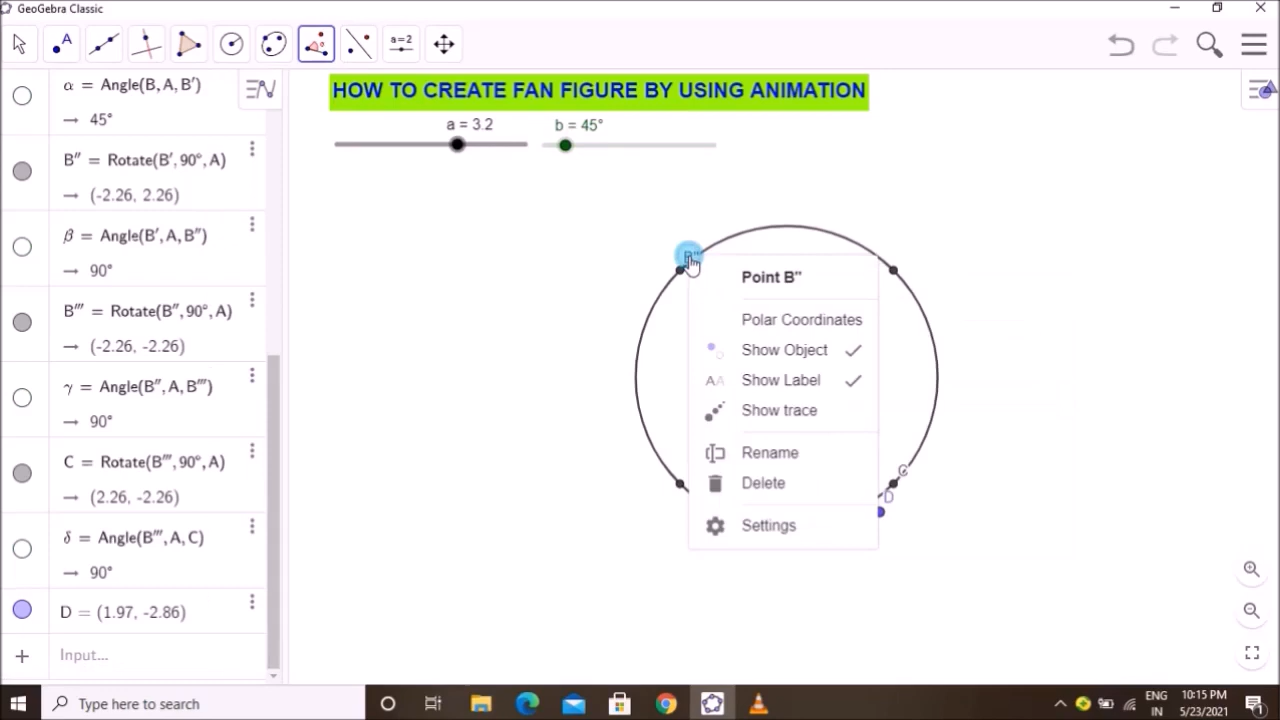 GeoGebra Classic
A
a=2
HOW TO CREATE FAN FIGURE BY USING ANIMATION
a = 3.2
b = 45°
α = Angle(B, A, B′)
→ 45°
B″ = Rotate(B′, 90°, A)
→ (-2.26, 2.26)
β = Angle(B′, A, B″)
→ 90°
B‴ = Rotate(B″, 90°, A)
→ (-2.26, -2.26)
γ = Angle(B″, A, B‴)
→ 90°
C = Rotate(B‴, 90°, A)
→ (2.26, -2.26)
δ = Angle(B‴, A, C)
→ 90°
D = (1.97, -2.86)
Input...
B″
Point B″
Polar Coordinates
Show Object
AA Show Label
Show trace
Rename
Delete
Settings
C
D
Type here to search
ENG
IN
10:15 PM
5/23/2021
1